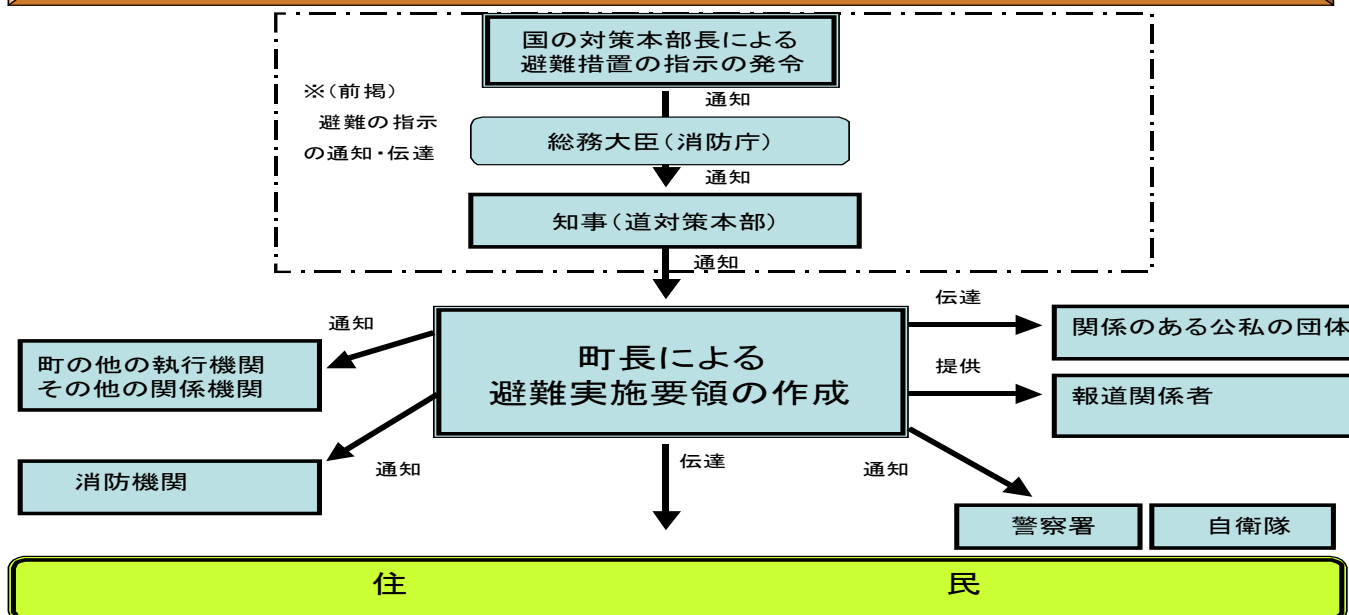 国の対策本部長による
避難措置の指示の発令
※(前掲)
避難の指示
の通知・伝達
通知
総務大臣(消防庁)
通知
知事(道対策本部)
通知
町長による
避難実施要領の作成
通知
町の他の執行機関
その他の関係機関
通知
消防機関
伝達
関係のある公私の団体
提供
報道関係者
通知
警察署
自衛隊
伝達
住 民